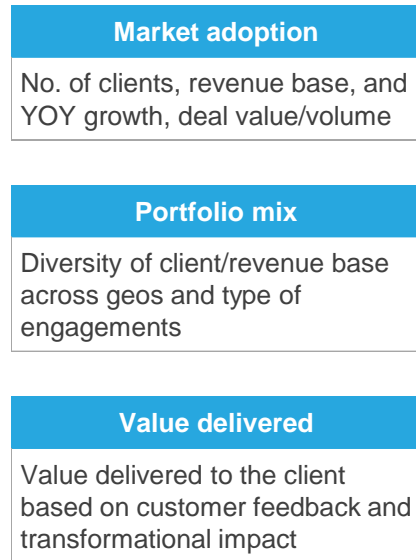 Market adoption
No. of clients, revenue base, and
YOY growth, deal value/volume
Portfolio mix
Diversity of client/revenue base
across geos and type of
engagements
Value delivered
Value delivered to the client
based on customer feedback and
transformational impact